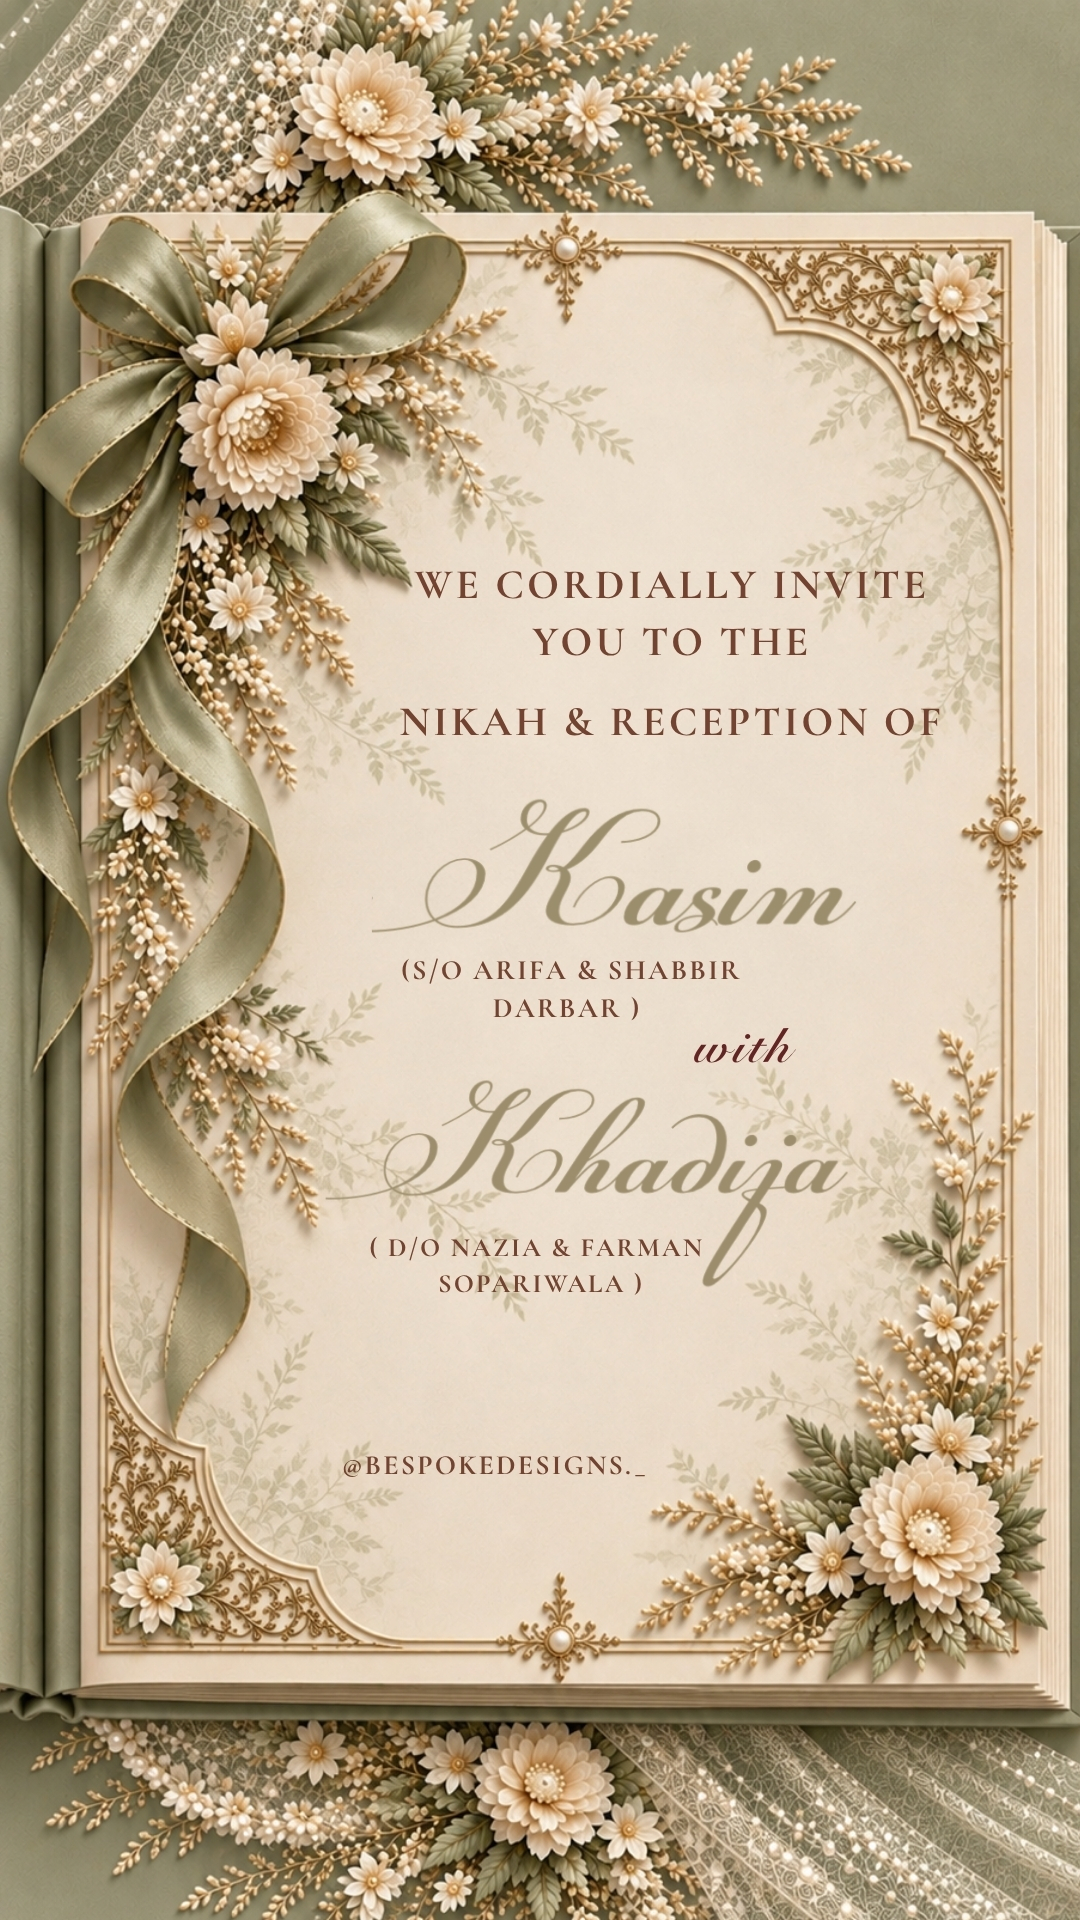 WE CORDIALLY INVITE
YOU TO THE
NIKAH & RECEPTION OF
Kasim
(S/O ARIFA & SHABBIR
DARBAR )
with
Khadija
( D/O NAZIA & FARMAN
SOPARIWALA )
@BESPOKEDESIGNS._